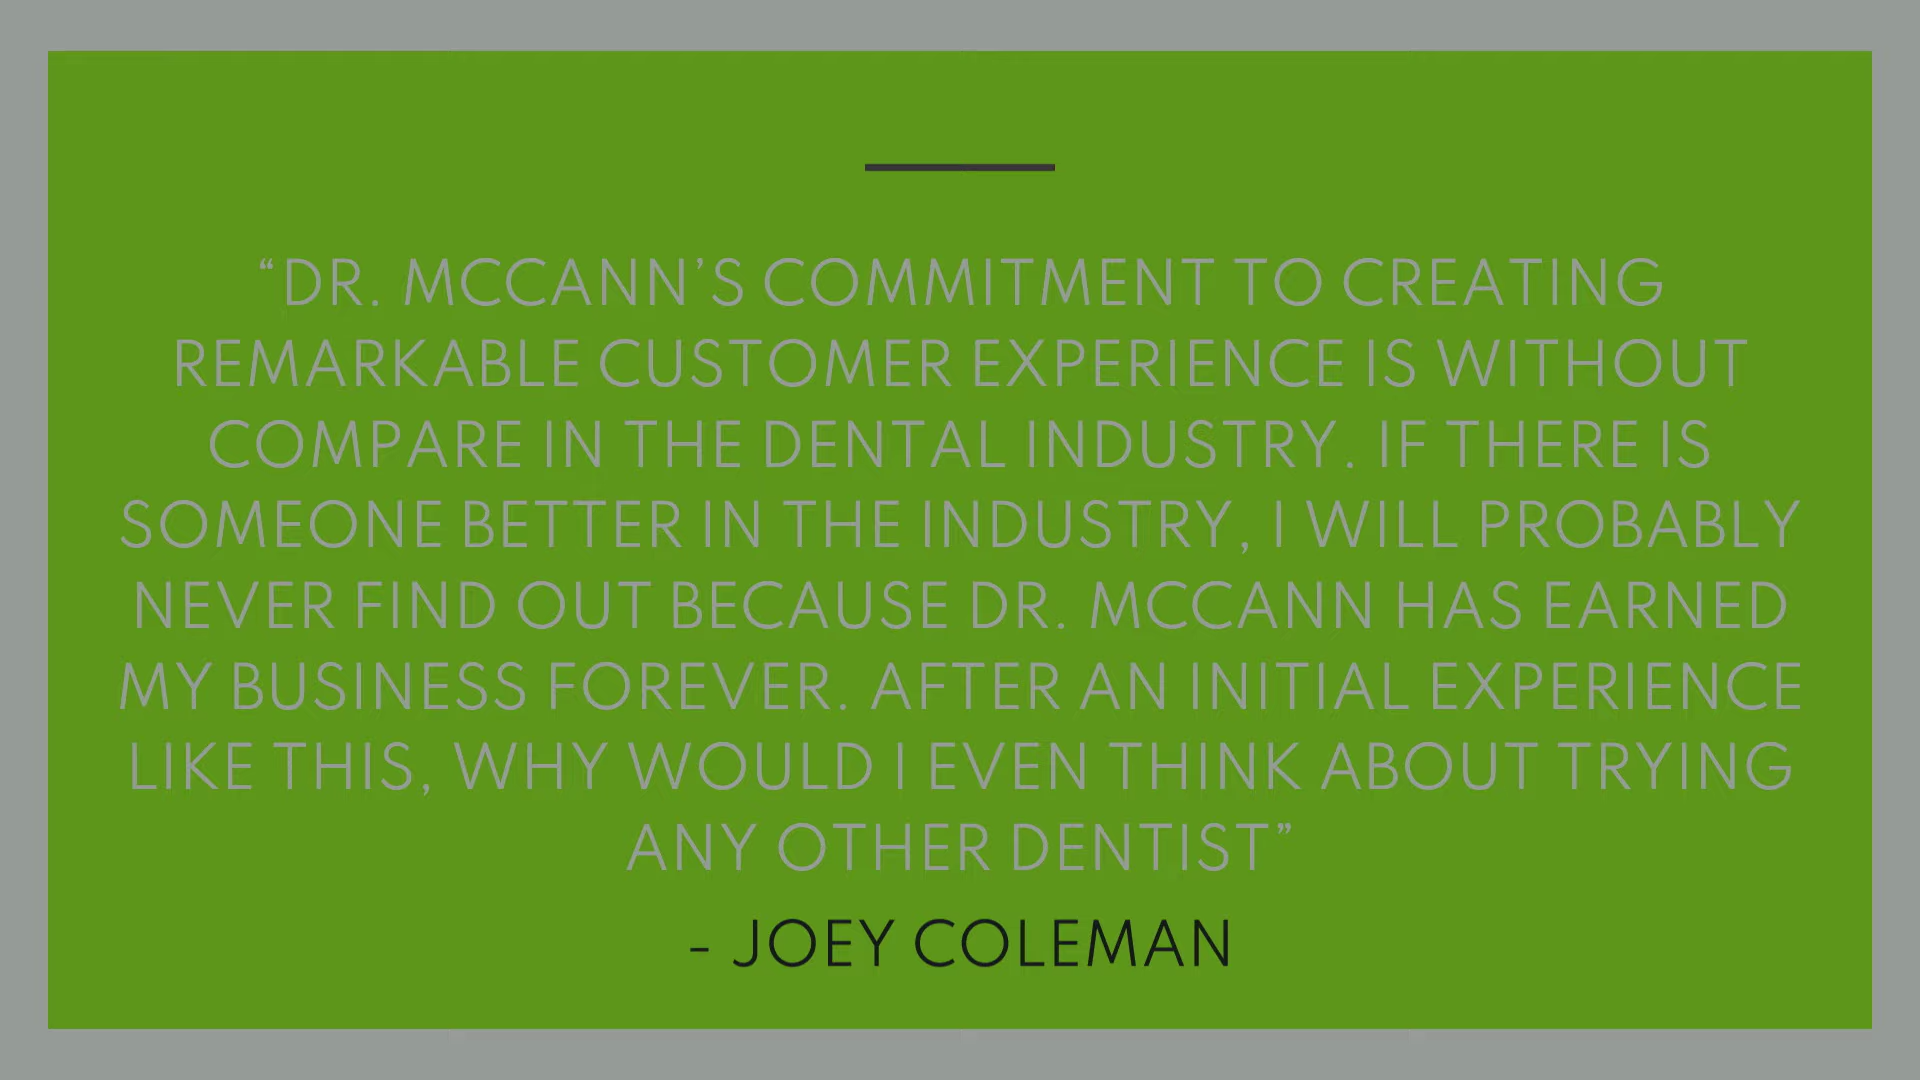 “DR. MCCANN’S COMMITMENT TO CREATING
REMARKABLE CUSTOMER EXPERIENCE IS WITHOUT
COMPARE IN THE DENTAL INDUSTRY. IF THERE IS
SOMEONE BETTER IN THE INDUSTRY, I WILL PROBABLY
NEVER FIND OUT BECAUSE DR. MCCANN HAS EARNED
MY BUSINESS FOREVER. AFTER AN INITIAL EXPERIENCE
LIKE THIS, WHY WOULD I EVEN THINK ABOUT TRYING
ANY OTHER DENTIST”
- JOEY COLEMAN